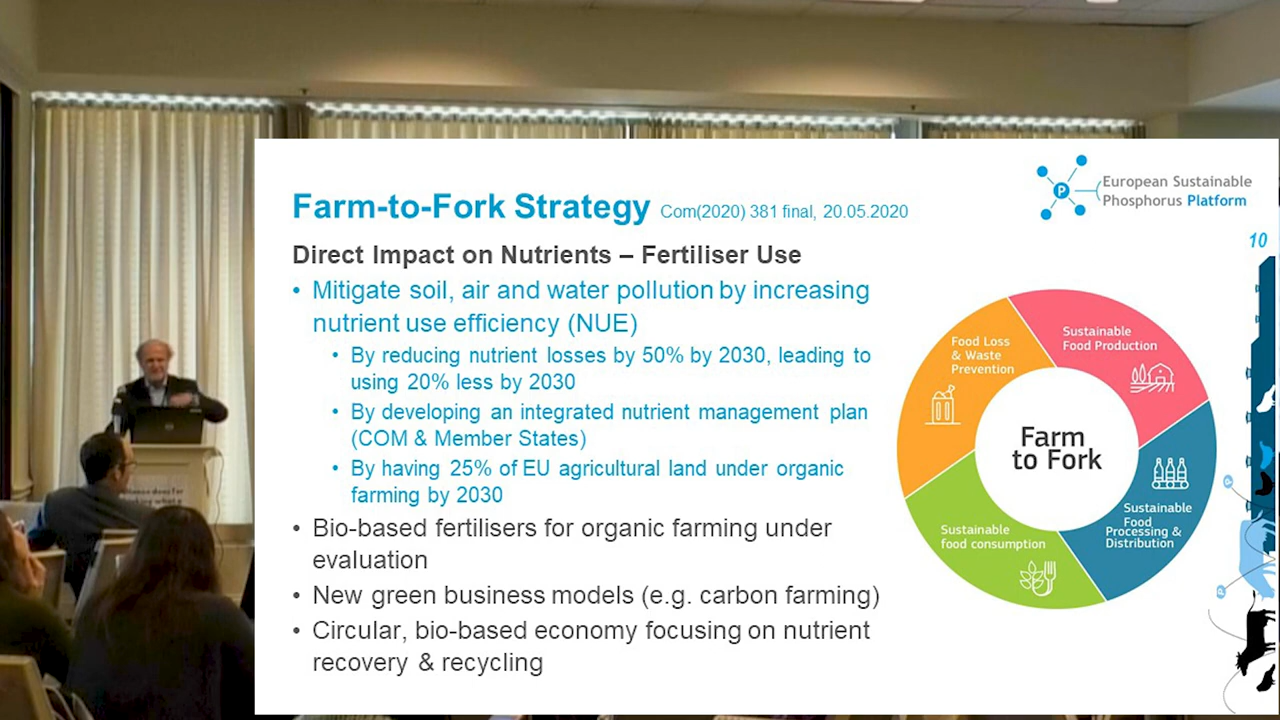 European Sustainable
Phosphorus Platform
P
Farm-to-Fork Strategy Com(2020) 381 final, 20.05.2020
10
Direct Impact on Nutrients – Fertiliser Use
• Mitigate soil, air and water pollution by increasing
nutrient use efficiency (NUE)
• By reducing nutrient losses by 50% by 2030, leading to
using 20% less by 2030
• By developing an integrated nutrient management plan
(COM & Member States)
• By having 25% of EU agricultural land under organic
farming by 2030
• Bio-based fertilisers for organic farming under
evaluation
• New green business models (e.g. carbon farming)
• Circular, bio-based economy focusing on nutrient
recovery & recycling
Food Loss
& Waste
Prevention
Sustainable
Food Production
Farm
to Fork
Sustainable
Food
Processing &
Distribution
Sustainable
food consumption